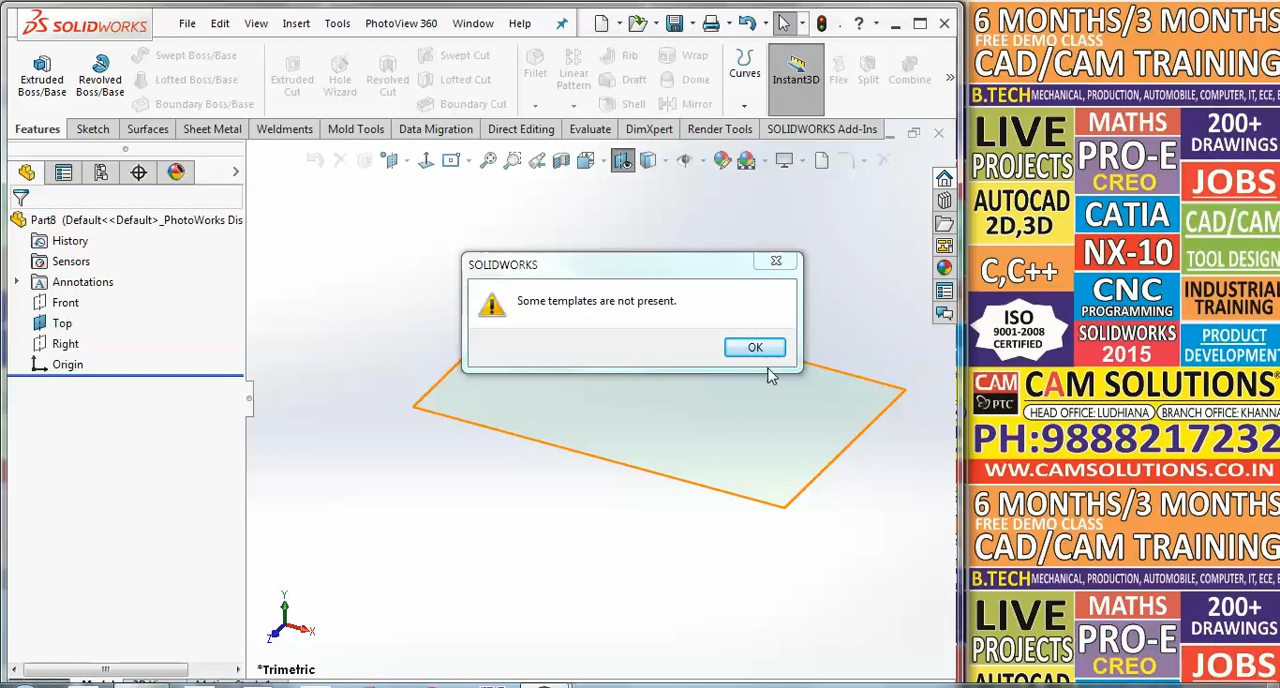 SOLIDWORKS
File Edit View Insert Tools PhotoView 360 Window Help
Extruded Boss/Base
Revolved Boss/Base
Swept Boss/Base
Lofted Boss/Base
Boundary Boss/Base
Extruded Cut
Hole Wizard
Revolved Cut
Swept Cut
Lofted Cut
Boundary Cut
Fillet
Linear Pattern
Rib
Draft
Shell
Wrap
Dome
Mirror
Curves
Instant3D
Flex
Split
Combine
Features Sketch Surfaces Sheet Metal Weldments Mold Tools Data Migration Direct Editing Evaluate DimXpert Render Tools SOLIDWORKS Add-Ins
Part8 (Default<<Default>_PhotoWorks Dis
History
Sensors
Annotations
Front
Top
Right
Origin
SOLIDWORKS
Some templates are not present.
OK
Y
X
Z
*Trimetric
6 MONTHS/3 MONTHS
FREE DEMO CLASS
CAD/CAM TRAINING
B.TECH MECHANICAL, PRODUCTION, AUTOMOBILE, COMPUTER, IT, ECE, E
LIVE PROJECTS
MATHS
PRO-E
CREO
200+
DRAWINGS
JOBS
AUTOCAD
2D,3D
CATIA
CAD/CAM
TOOL DESIGN
C,C++
NX-10
CNC
PROGRAMMING
INDUSTRIAL
TRAINING
ISO
9001-2008
CERTIFIED
SOLIDWORKS
2015
PRODUCT
DEVELOPMENT
CAM
PTC
CAM SOLUTIONS
HEAD OFFICE: LUDHIANA BRANCH OFFICE: KHANNA
PH:9888217232
WW.CAMSOLUTIONS.CO.IN
6 MONTHS/3 MONTHS
FREE DEMO CLASS
CAD/CAM TRAINING
B.TECH MECHANICAL, PRODUCTION, AUTOMOBILE, COMPUTER, IT, ECE, E
LIVE PROJECTS
MATHS
PRO-E
CREO
200+
DRAWINGS
JOBS
AUTOCAD